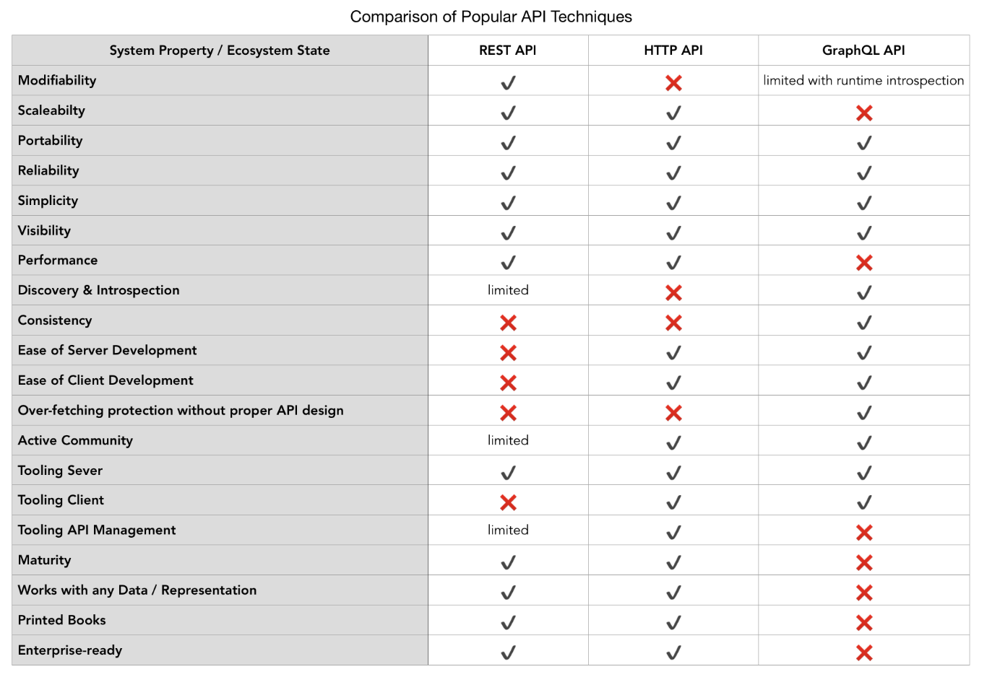 Comparison of Popular API Techniques
System Property / Ecosystem State REST API HTTP API GraphQL API
Modifiability ✓ ❌ limited with runtime introspection
Scaleabilty ✓ ✓ ❌
Portability ✓ ✓ ✓
Reliability ✓ ✓ ✓
Simplicity ✓ ✓ ✓
Visibility ✓ ✓ ✓
Performance ✓ ✓ ❌
Discovery & Introspection limited ❌ ✓
Consistency ❌ ❌ ✓
Ease of Server Development ❌ ✓ ✓
Ease of Client Development ❌ ✓ ✓
Over-fetching protection without proper API design ❌ ❌ ✓
Active Community limited ✓ ✓
Tooling Sever ✓ ✓ ✓
Tooling Client ❌ ✓ ✓
Tooling API Management limited ✓ ❌
Maturity ✓ ✓ ❌
Works with any Data / Representation ✓ ✓ ❌
Printed Books ✓ ✓ ❌
Enterprise-ready ✓ ✓ ❌